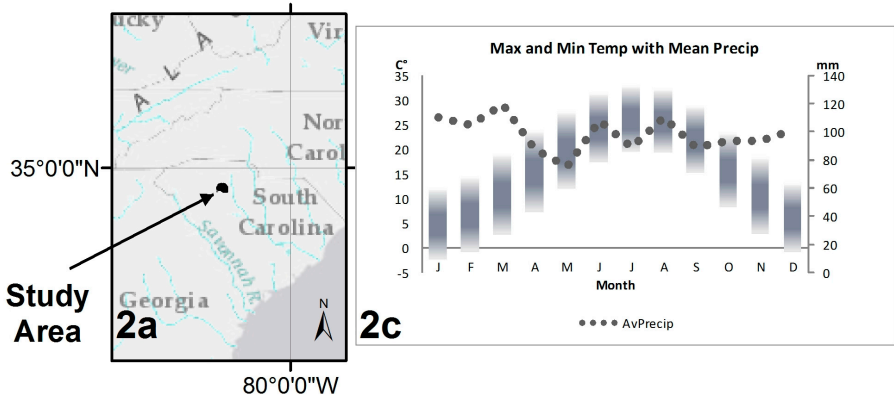 ucky
Vir
A L A
35°0'0"N
Nor
Carol
South
Carolina
Savannah R.
Georgia
Study
Area
2a
N
80°0'0"W
Max and Min Temp with Mean Precip
C°
mm
35
30
25
20
15
10
5
0
-5
140
120
100
80
60
40
20
0
J F M A M J J A S O N D
Month
AvPrecip
2c